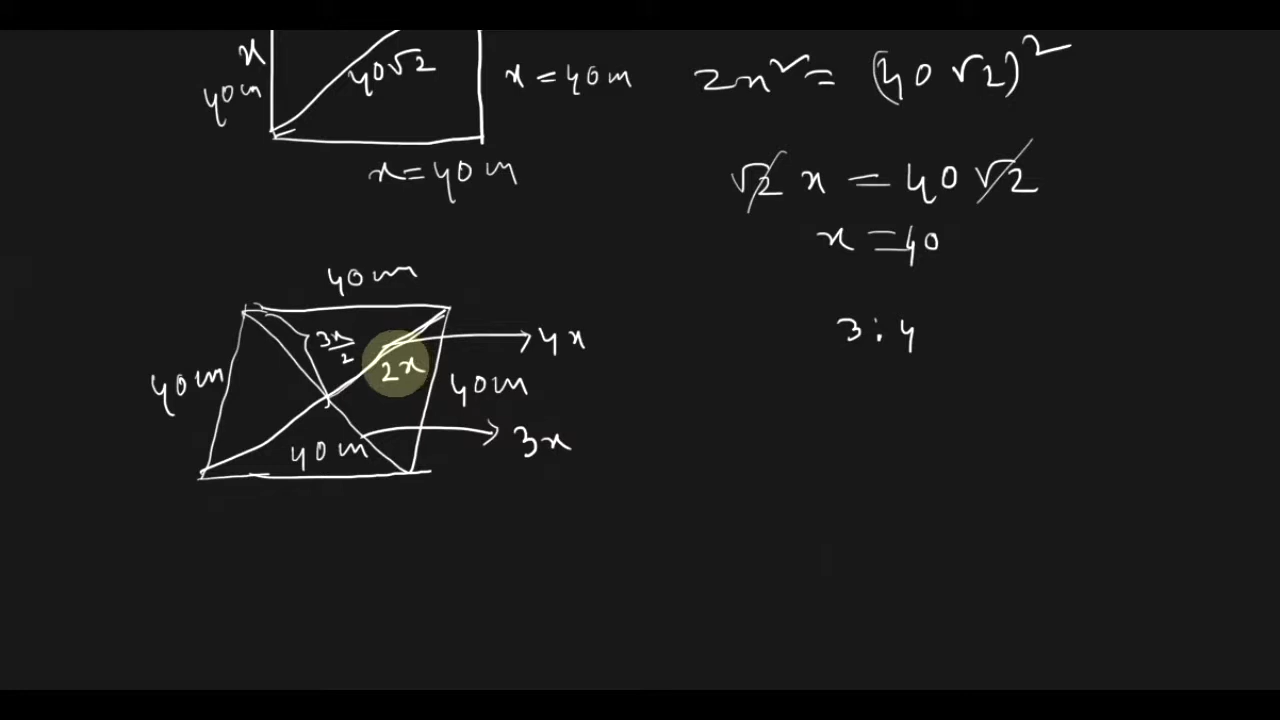 x
40m
40√2
x = 40m
x = 40m
2x² = (40√2)²
√2 x = 40√2
x = 40
40m
40m
3x/2
2x
4x
40m
40m
3x
3:4